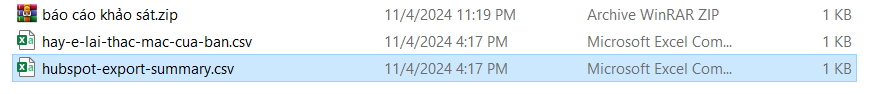 báo cáo khảo sát.zip 11/4/2024 11:19 PM Archive WinRAR ZIP 1 KB
hay-e-lai-thac-mac-cua-ban.csv 11/4/2024 4:17 PM Microsoft Excel Com... 1 KB
hubspot-export-summary.csv 11/4/2024 4:17 PM Microsoft Excel Com... 1 KB